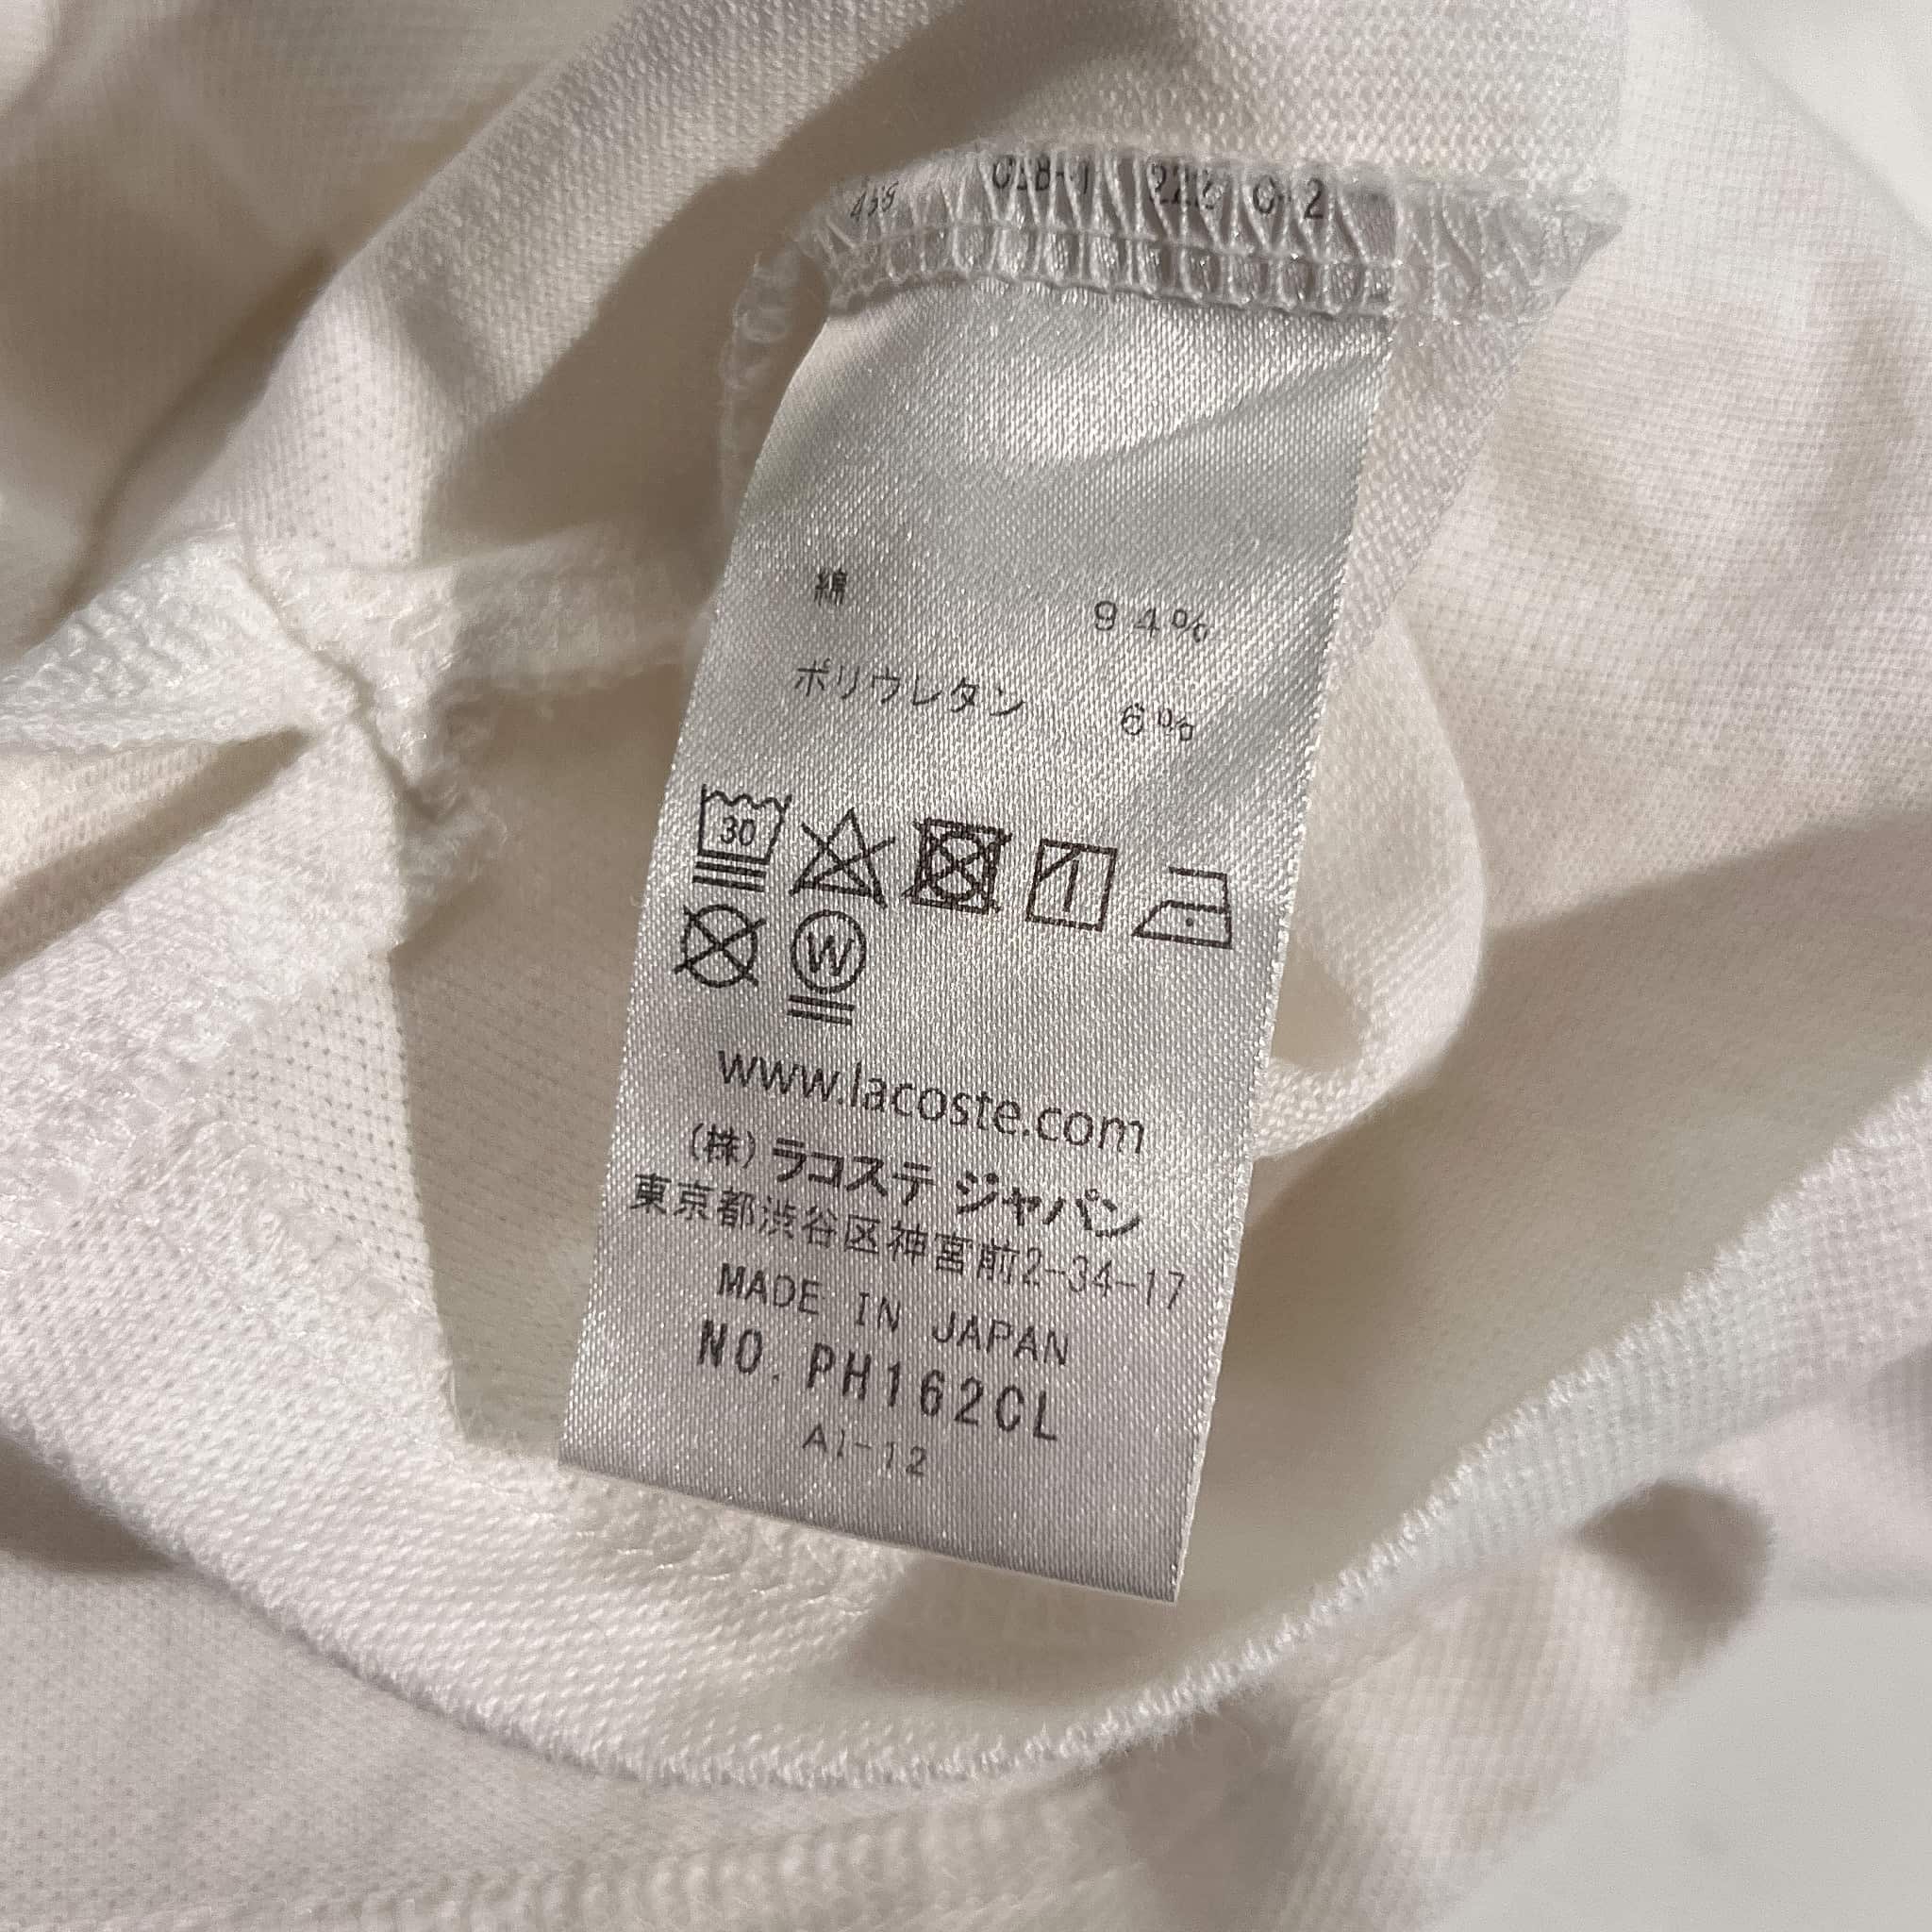 綿 94%
ポリウレタン 6%
30
W
www.lacoste.com
(株)ラコステ ジャパン
東京都渋谷区神宮前2-34-17
MADE IN JAPAN
NO. PH162CL
AI-12